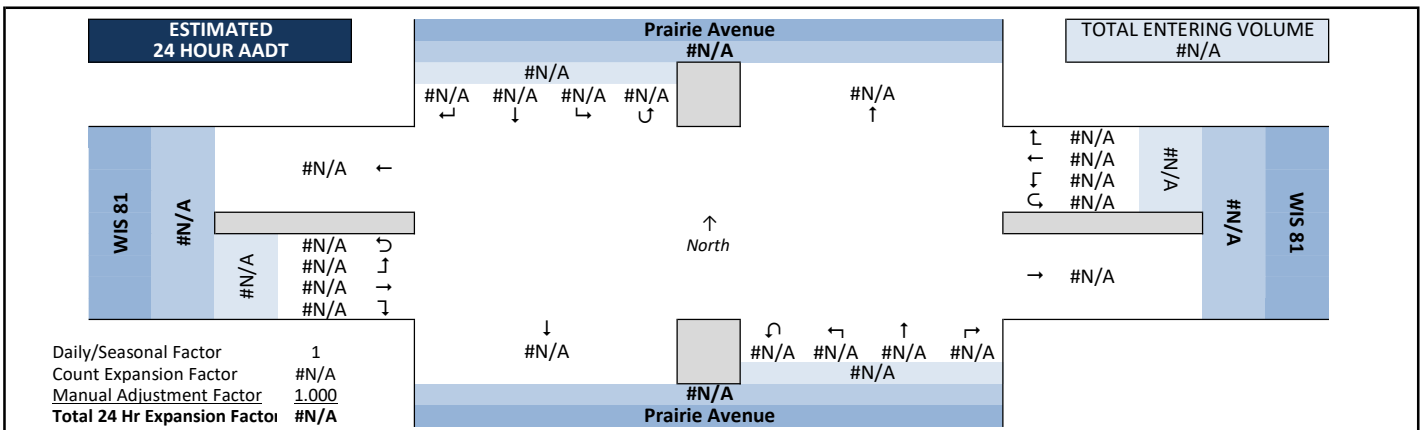 ESTIMATED
24 HOUR AADT
Prairie Avenue
#N/A
TOTAL ENTERING VOLUME
#N/A
#N/A
#N/A #N/A #N/A #N/A
#N/A
WIS 81
#N/A
#N/A
#N/A
#N/A
#N/A
#N/A
#N/A
#N/A
WIS 81
North
#N/A
#N/A
#N/A
#N/A
#N/A
#N/A
#N/A
#N/A #N/A #N/A #N/A
#N/A
#N/A
Prairie Avenue
Daily/Seasonal Factor 1
Count Expansion Factor #N/A
Manual Adjustment Factor 1.000
Total 24 Hr Expansion Factor #N/A